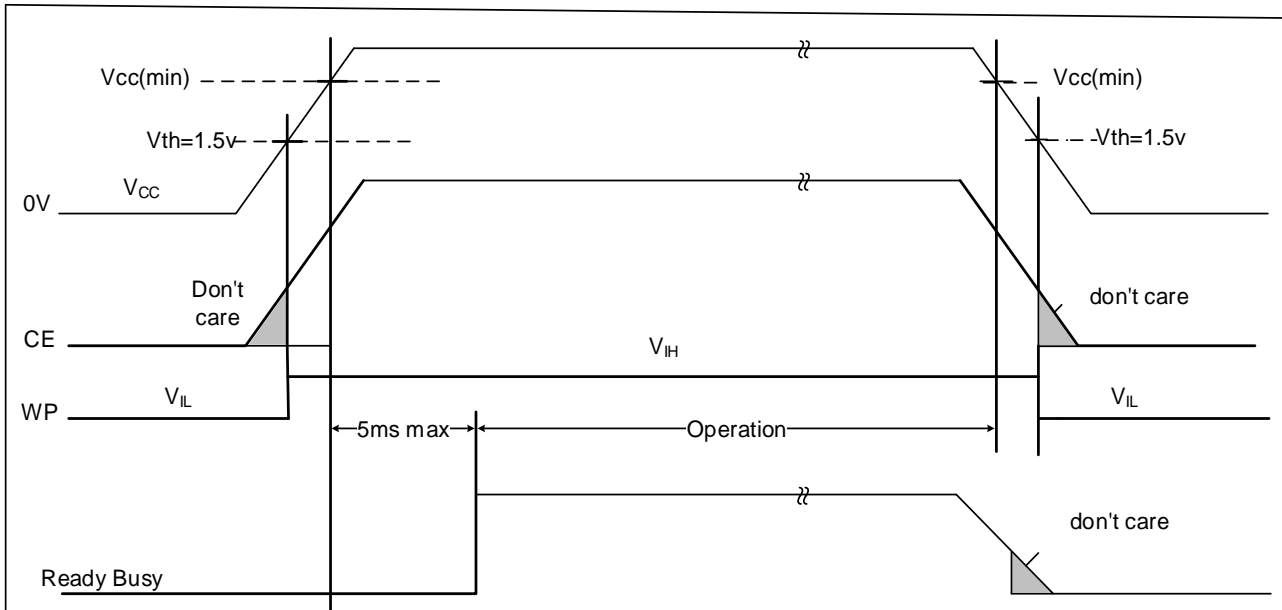 Vcc(min)
Vcc(min)
Vth=1.5v
Vth=1.5v
VCC
0V
Don't
care
don't care
CE
VIH
VIL
VIL
WP
5ms max
Operation
don't care
Ready Busy